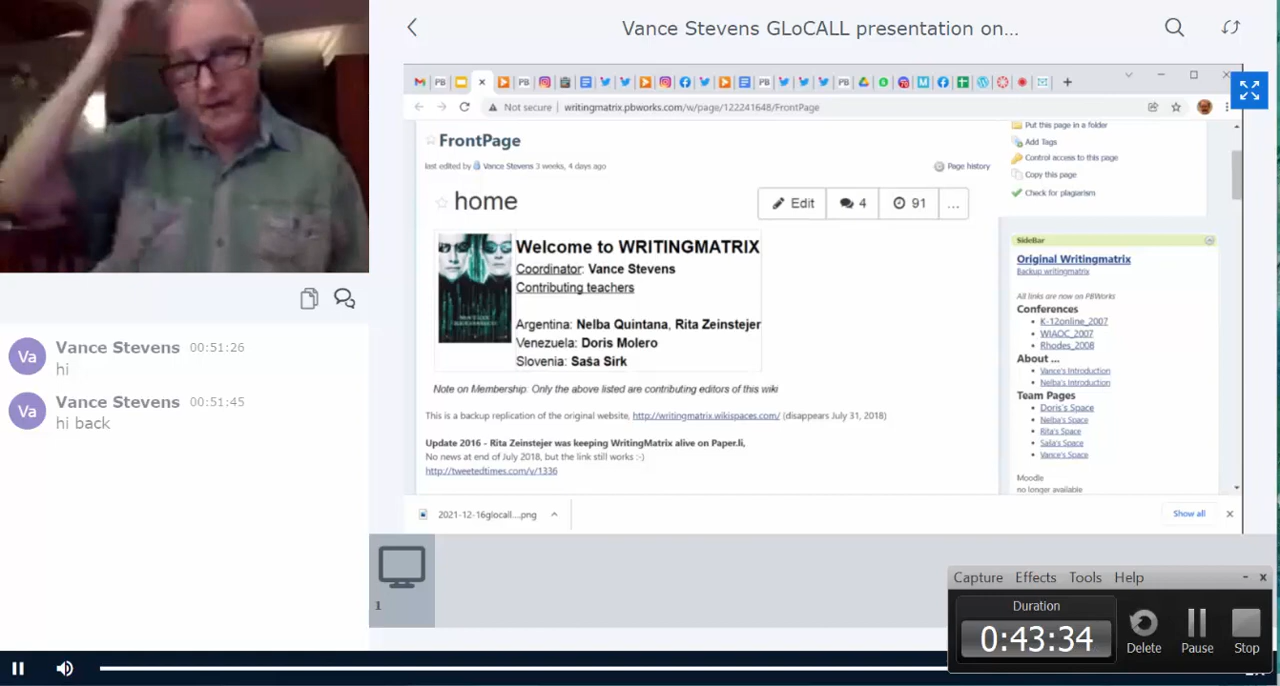 Vance Stevens GLoCALL presentation on...
Not secure
writingmatrix.pbworks.com/w/page/122241648/FrontPage
FrontPage
last edited by Vance Stevens 3 weeks, 4 days ago
Page history
home
Edit
4
91
...
Welcome to WRITINGMATRIX
Coordinator: Vance Stevens
Contributing teachers
Argentina: Nelba Quintana, Rita Zeinstejer
Venezuela: Doris Molero
Slovenia: Saša Sirk
Note on Membership: Only the above listed are contributing editors of this wiki
This is a backup replication of the original website, http://writingmatrix.wikispaces.com/ (disappears July 31, 2018)
Update 2016 - Rita Zeinstejer was keeping WritingMatrix alive on Paper.li,
No news at end of July 2018, but the link still works :-)
http://tweetedtimes.com/v/1336
Put this page in a folder
Add Tags
Control access to this page
Copy this page
Check for plagiarism
SideBar
Original Writingmatrix
Backup writingmatrix
All links are now on PBWorks
Conferences
K-12online_2007
WIAOC_2007
Rhodes_2008
About ...
Vance's Introduction
Nelba's Introduction
Team Pages
Doris's Space
Nelba's Space
Rita's Space
Saša's Space
Vance's Space
Moodle
no longer available
2021-12-16glocall....png
Show all
Va
Vance Stevens 00:51:26
hi
Va
Vance Stevens 00:51:45
hi back
1
Capture Effects Tools Help
Duration
0:43:34
Delete
Pause
Stop